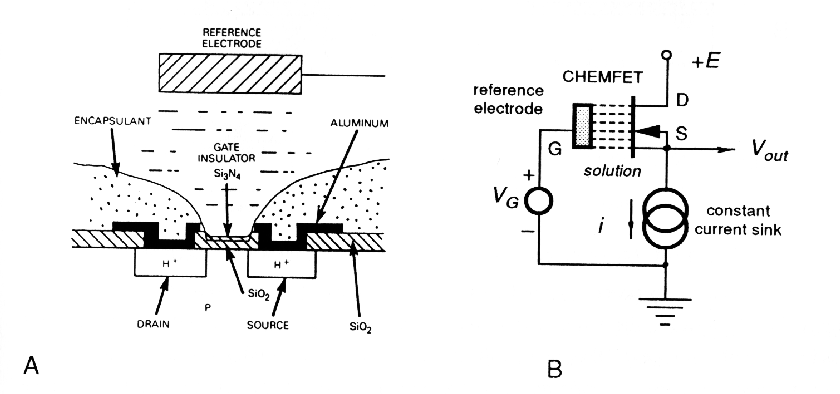 REFERENCE
ELECTRODE
ENCAPSULANT
ALUMINUM
GATE
INSULATOR
Si₃N₄
H⁺
H⁺
SiO₂
P
DRAIN
SOURCE
SiO₂
A
+E
CHEMFET
reference
electrode
D
S
G
solution
Vout
+
VG
−
i
constant
current sink
B